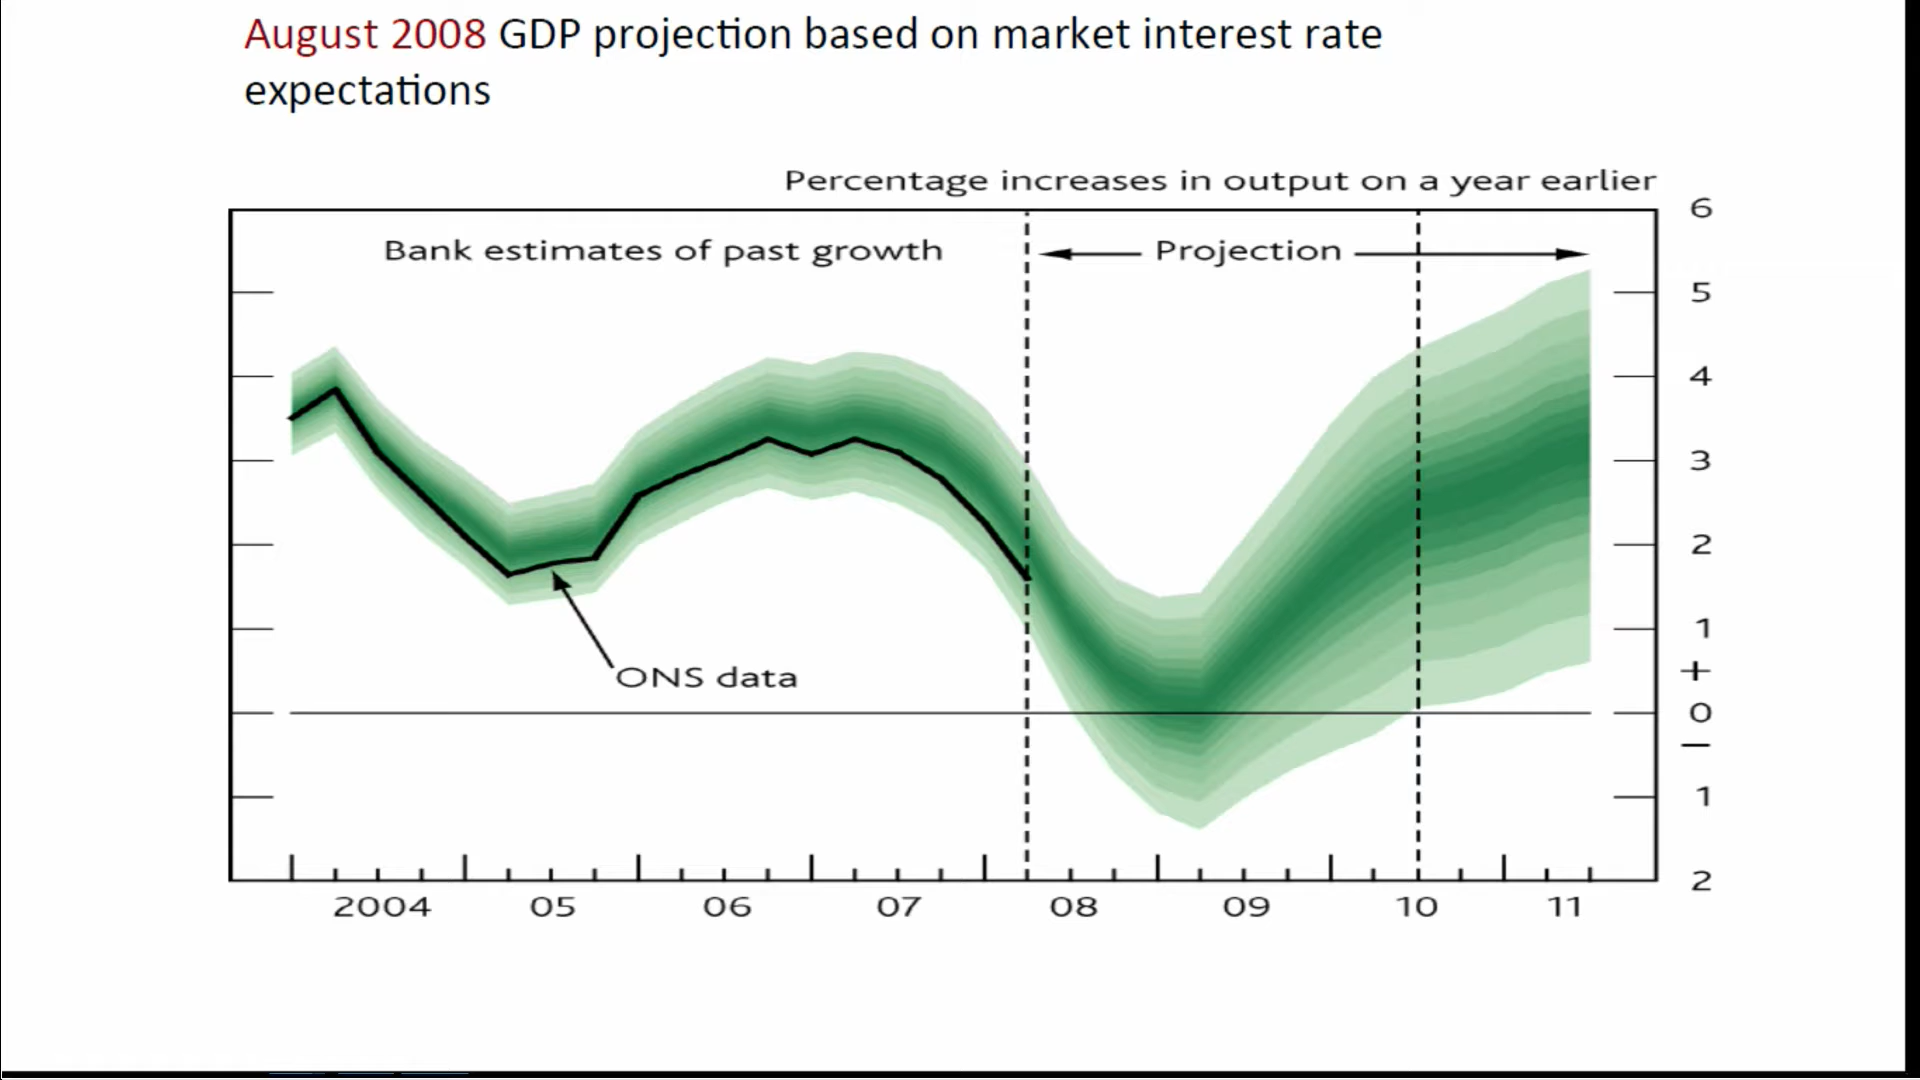 August 2008 GDP projection based on market interest rate
expectations
Percentage increases in output on a year earlier
6
Bank estimates of past growth
Projection
5
4
3
2
1
ONS data
+
0
−
1
2
2004 05 06 07 08 09 10 11